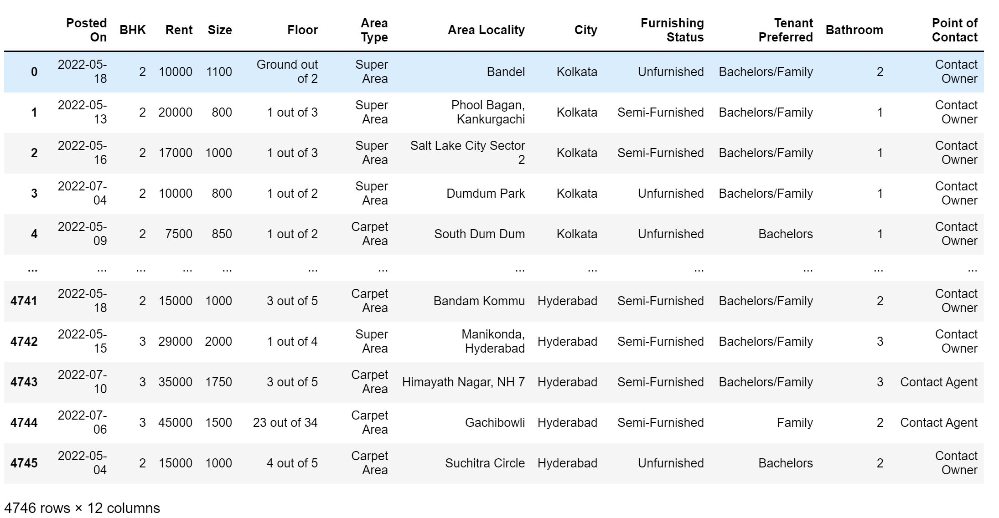 Posted On BHK Rent Size Floor Area Type Area Locality City Furnishing Status Tenant Preferred Bathroom Point of Contact
0 2022-05-18 2 10000 1100 Ground out of 2 Super Area Bandel Kolkata Unfurnished Bachelors/Family 2 Contact Owner
1 2022-05-13 2 20000 800 1 out of 3 Super Area Phool Bagan, Kankurgachi Kolkata Semi-Furnished Bachelors/Family 1 Contact Owner
2 2022-05-16 2 17000 1000 1 out of 3 Super Area Salt Lake City Sector 2 Kolkata Semi-Furnished Bachelors/Family 1 Contact Owner
3 2022-07-04 2 10000 800 1 out of 2 Super Area Dumdum Park Kolkata Unfurnished Bachelors/Family 1 Contact Owner
4 2022-05-09 2 7500 850 1 out of 2 Carpet Area South Dum Dum Kolkata Unfurnished Bachelors 1 Contact Owner
... ... ... ... ... ... ... ... ... ... ... ... ...
4741 2022-05-18 2 15000 1000 3 out of 5 Carpet Area Bandam Kommu Hyderabad Semi-Furnished Bachelors/Family 2 Contact Owner
4742 2022-05-15 3 29000 2000 1 out of 4 Super Area Manikonda, Hyderabad Hyderabad Semi-Furnished Bachelors/Family 3 Contact Owner
4743 2022-07-10 3 35000 1750 3 out of 5 Carpet Area Himayath Nagar, NH 7 Hyderabad Semi-Furnished Bachelors/Family 3 Contact Agent
4744 2022-07-06 3 45000 1500 23 out of 34 Carpet Area Gachibowli Hyderabad Semi-Furnished Family 2 Contact Agent
4745 2022-05-04 2 15000 1000 4 out of 5 Carpet Area Suchitra Circle Hyderabad Unfurnished Bachelors 2 Contact Owner
4746 rows × 12 columns